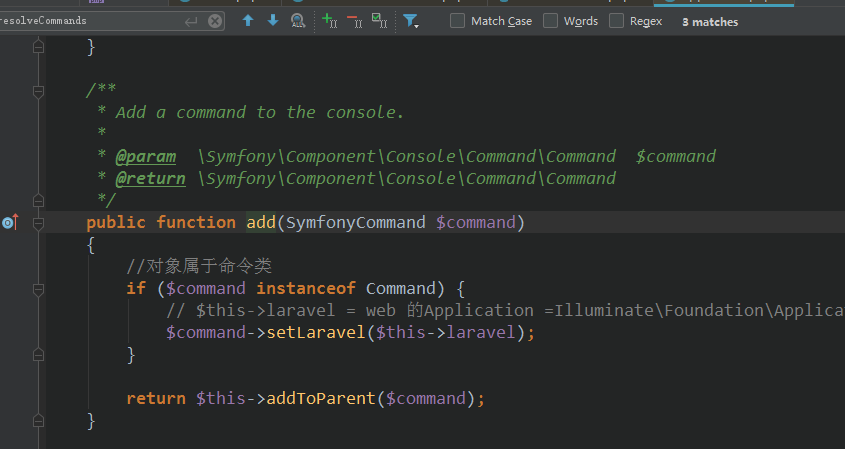 resolveCommands
Match Case
Words
Regex
3 matches
}
/**
* Add a command to the console.
*
* @param \Symfony\Component\Console\Command\Command $command
* @return \Symfony\Component\Console\Command\Command
*/
public function add(SymfonyCommand $command)
{
//对象属于命令类
if ($command instanceof Command) {
// $this->laravel = web 的Application =Illuminate\Foundation\Applica
$command->setLaravel($this->laravel);
}
return $this->addToParent($command);
}